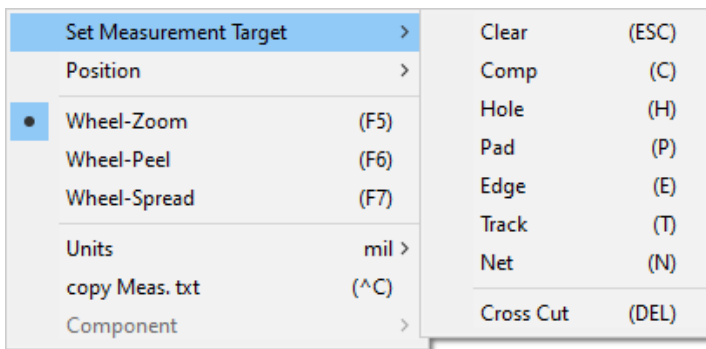 Set Measurement Target >
Position >
Wheel-Zoom (F5)
Wheel-Peel (F6)
Wheel-Spread (F7)
Units mil >
copy Meas. txt (^C)
Component >
Clear (ESC)
Comp (C)
Hole (H)
Pad (P)
Edge (E)
Track (T)
Net (N)
Cross Cut (DEL)